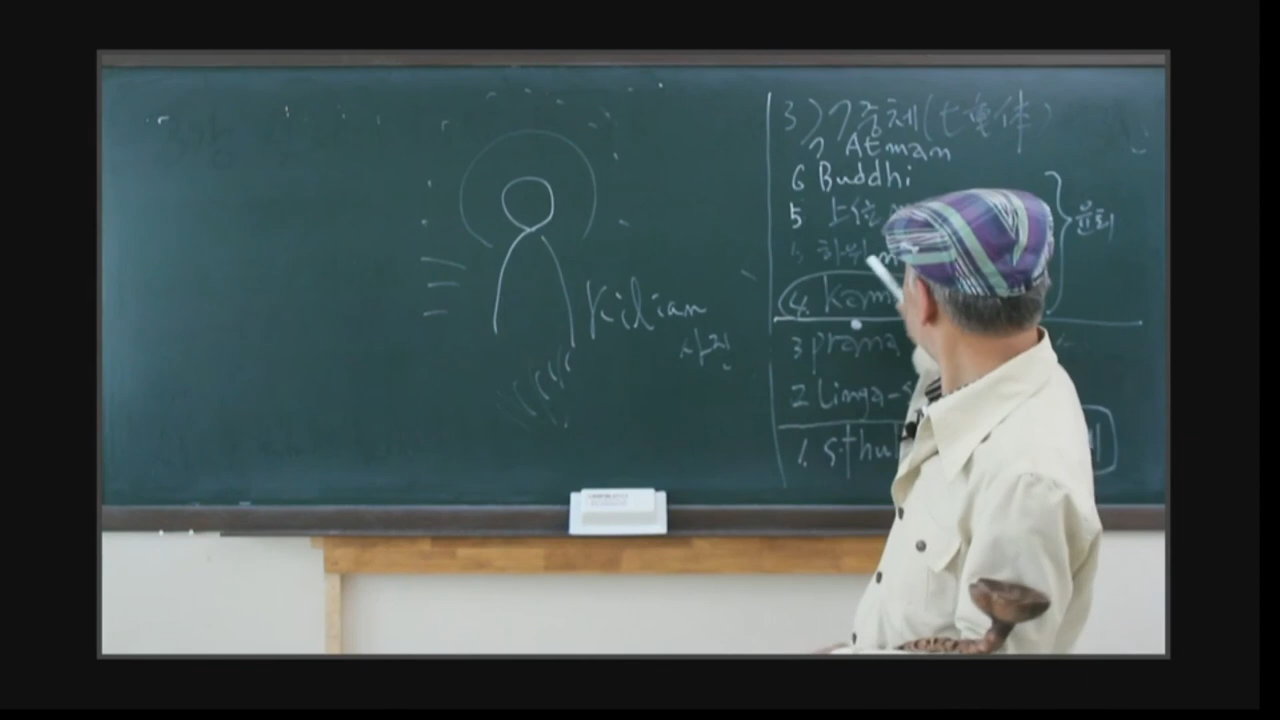 Kilian
사진
3) 7중체(七重体)
7 Atman
6 Buddhi
5 上位
하위 m
윤회
4. Kam
3 prana
2 Linga-s
1. sthul